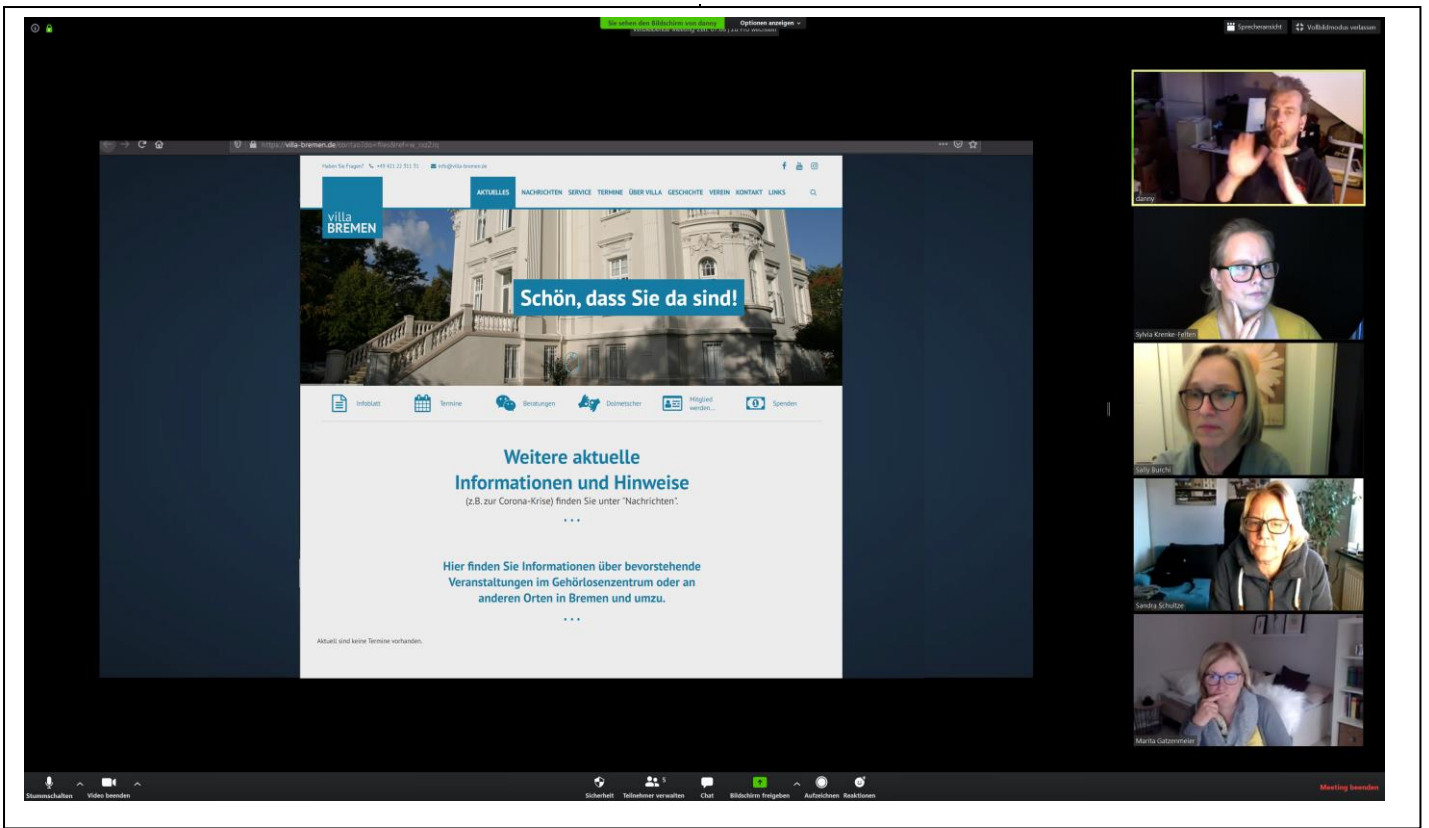 Sie sehen den Bildschirm von danny
Optionen anzeigen
Sprecheransicht
Vollbildmodus verlassen
https://villa-bremen.de/
Haben Sie Fragen?
info@villa-bremen.de
villa
BREMEN
AKTUELLES NACHRICHTEN SERVICE TERMINE ÜBER VILLA GESCHICHTE VEREIN KONTAKT LINKS
Schön, dass Sie da sind!
Infoblatt
Termine
Beratungen
Dolmetscher
Mitglied
werden...
Spenden
Weitere aktuelle
Informationen und Hinweise
(z.B. zur Corona-Krise) finden Sie unter "Nachrichten".
...
Hier finden Sie Informationen über bevorstehende
Veranstaltungen im Gehörlosenzentrum oder an
anderen Orten in Bremen und umzu.
...
Aktuell sind keine Termine vorhanden.
danny
Sylvia Krenke-Fetten
Sally Burchi
Sandra Schultze
Marita Gatzenmeier
Stummschalten
Video beenden
Sicherheit
5
Teilnehmer verwalten
Chat
Bildschirm freigeben
Aufzeichnen
Reaktionen
Meeting beenden